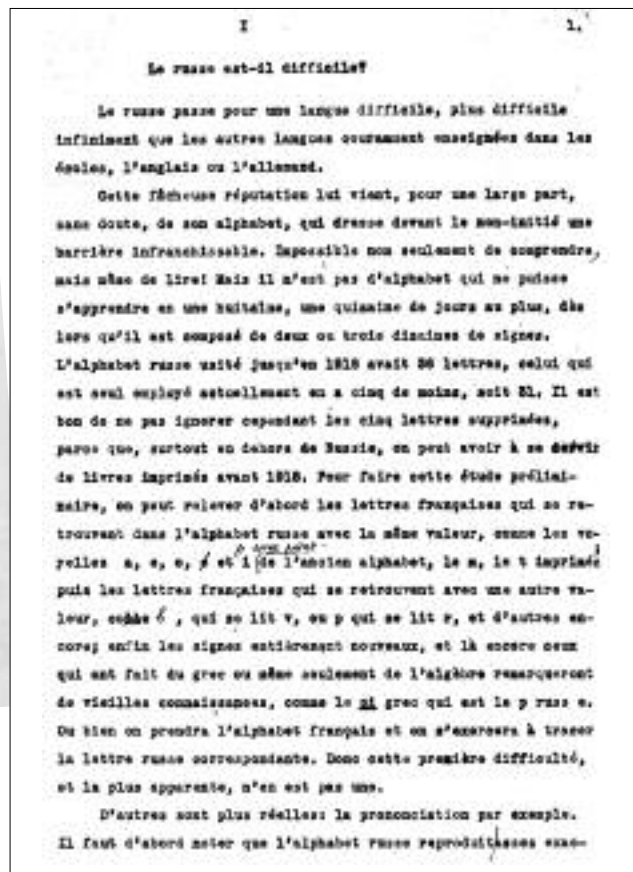 I 1.
Le russe est-il difficile?
Le russe passe pour une langue difficile, plus difficile
infiniment que les autres langues couramment enseignées dans les
écoles, l'anglais ou l'allemand.
Cette fâcheuse réputation lui vient, pour une large part,
sans doute, de son alphabet, qui dresse devant le non-initié une
barrière infranchissable. Impossible non seulement de comprendre,
mais même de lire! Mais il n'est pas d'alphabet qui ne puisse
s'apprendre en une huitaine, une quinzaine de jours au plus, dès
lors qu'il est composé de deux ou trois dizaines de signes.
L'alphabet russe usité jusqu'en 1918 avait 36 lettres, celui qui
est seul employé actuellement en a cinq de moins, soit 31. Il est
bon de ne pas ignorer cependant les cinq lettres supprimées,
parce que, surtout en dehors de Russie, on peut avoir à se servir
de livres imprimés avant 1918. Pour faire cette étude prélimi-
naire, on peut relever d'abord les lettres françaises qui se re-
trouvent dans l'alphabet russe avec la même valeur, comme les vo-
yelles a, e, o, et i de l'ancien alphabet, le m, le t imprimé
puis les lettres françaises qui se retrouvent avec une autre va-
leur, comme , qui se lit v, ou p qui se lit r, et d'autres en-
core; enfin les signes entièrement nouveaux, et là encore ceux
qui ont fait du grec ou même seulement de l'algèbre remarqueront
de vieilles connaissances, comme le pi grec qui est le p russ e.
Ou bien on prendra l'alphabet français et on s'exercera à tracer
la lettre russe correspondante. Donc cette première difficulté,
et la plus apparente, n'en est pas une.
D'autres sont plus réelles: la prononciation par exemple.
Il faut d'abord noter que l'alphabet russe reproduit assez exac-